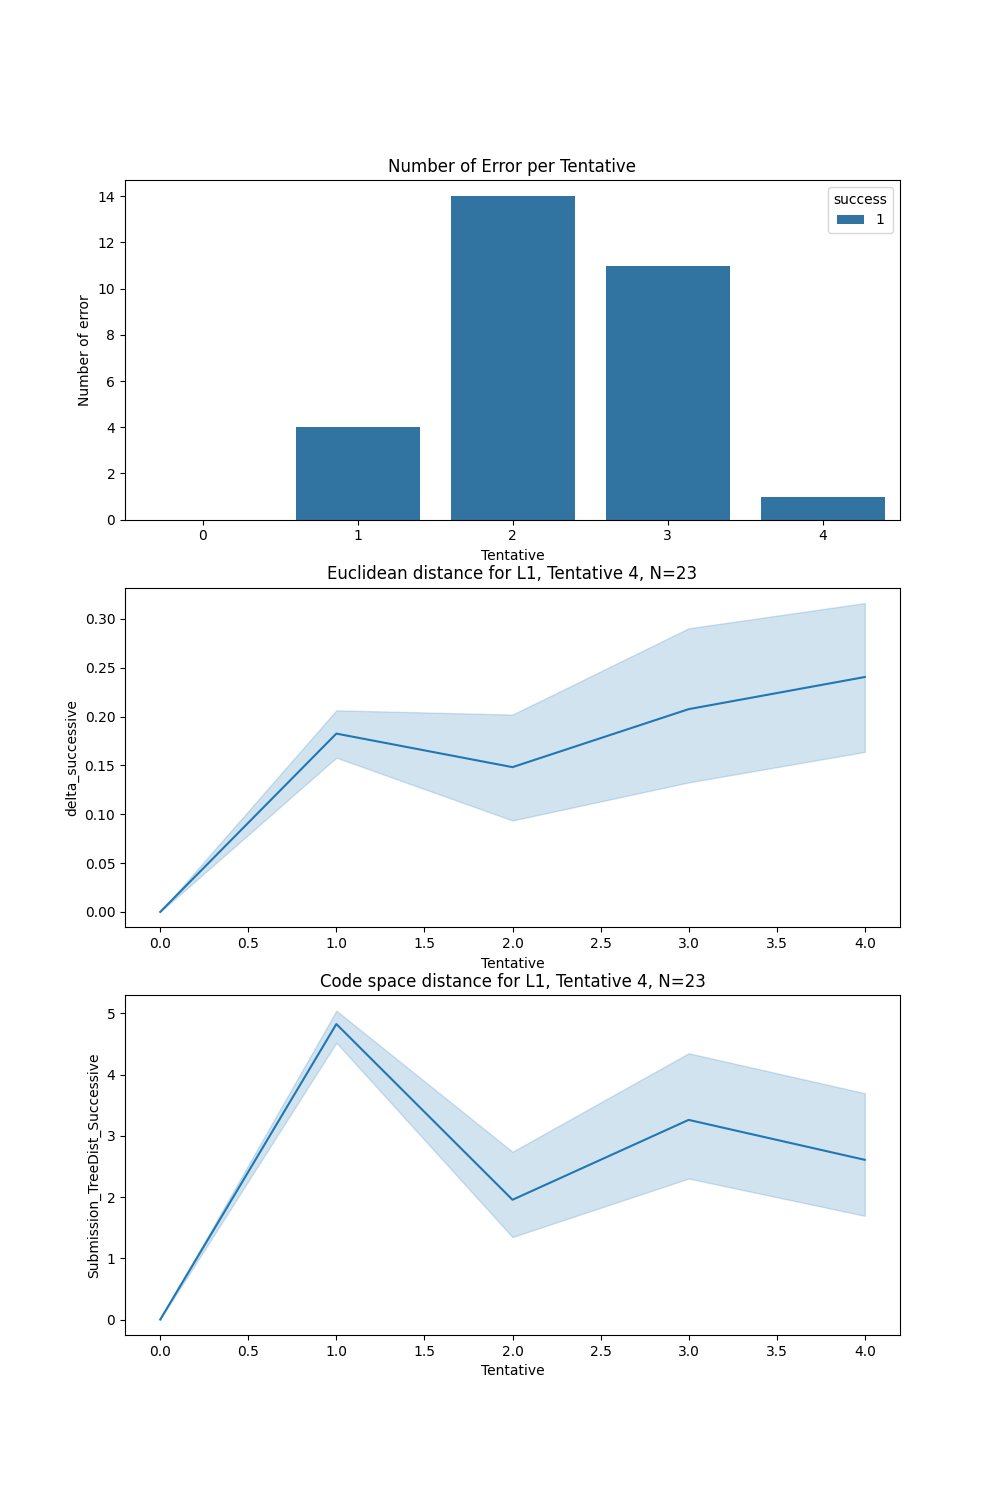 Number of Error per Tentative
14
12
10
8
6
4
2
0
Number of error
success
1
0 1 2 3 4
Tentative
Euclidean distance for L1, Tentative 4, N=23
0.30
0.25
0.20
0.15
0.10
0.05
0.00
delta_successive
0.0 0.5 1.0 1.5 2.0 2.5 3.0 3.5 4.0
Tentative
Code space distance for L1, Tentative 4, N=23
5
4
3
2
1
0
Submission_TreeDist_Successive
0.0 0.5 1.0 1.5 2.0 2.5 3.0 3.5 4.0
Tentative